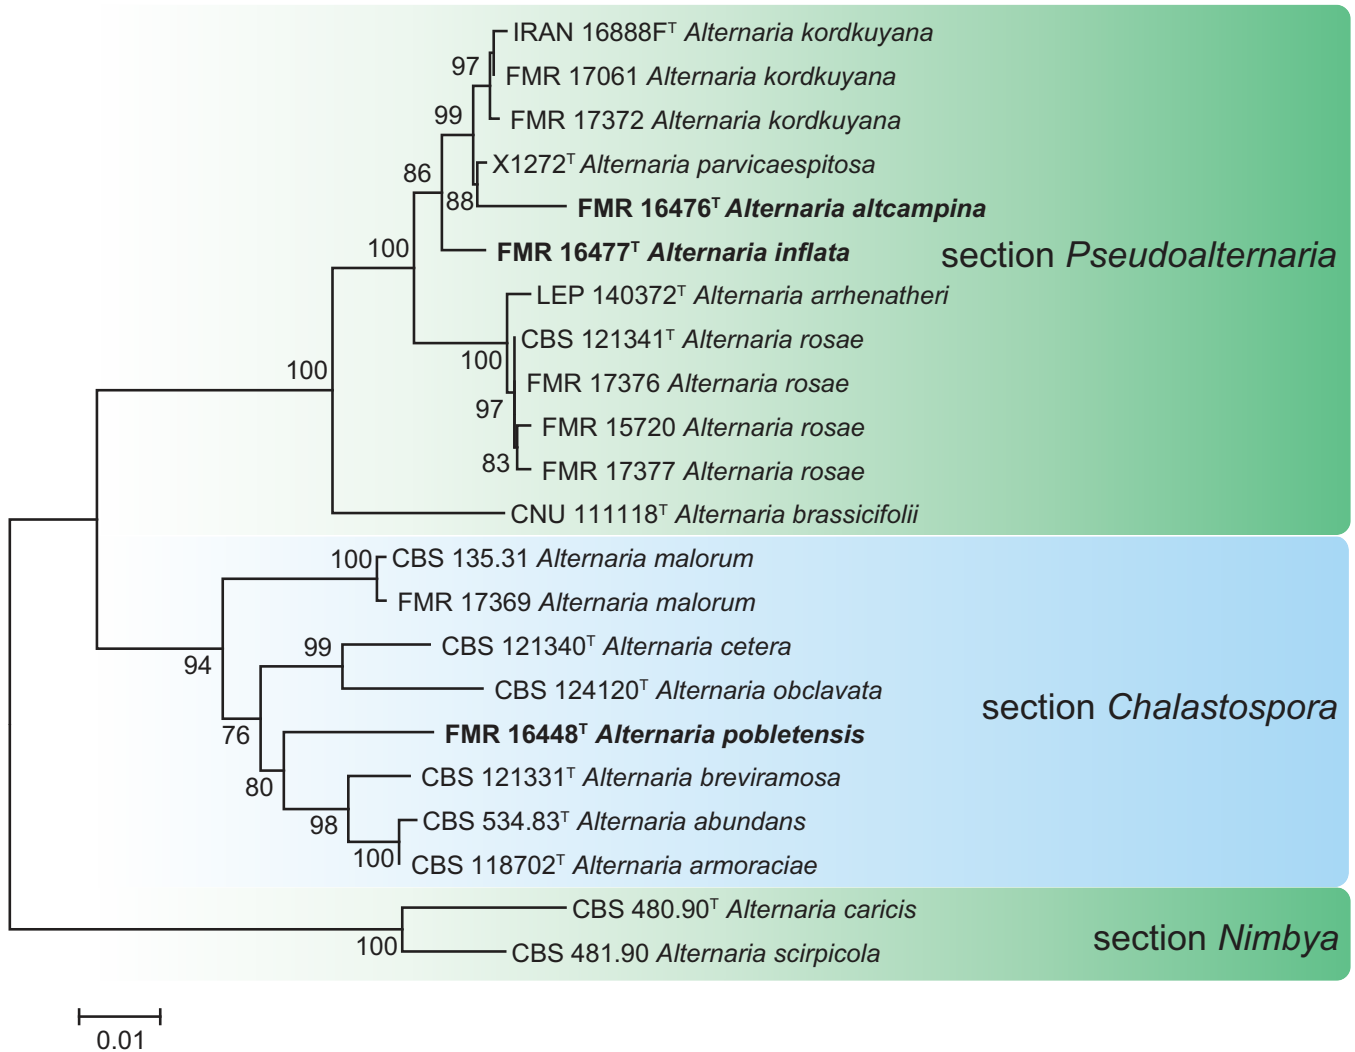 IRAN 16888Fᵀ Alternaria kordkuyana
97
FMR 17061 Alternaria kordkuyana
99
FMR 17372 Alternaria kordkuyana
X1272ᵀ Alternaria parvicaespitosa
86
88
FMR 16476ᵀ Alternaria altcampina
100
FMR 16477ᵀ Alternaria inflata
section Pseudoalternaria
LEP 140372ᵀ Alternaria arrhenatheri
CBS 121341ᵀ Alternaria rosae
100
100
FMR 17376 Alternaria rosae
97
FMR 15720 Alternaria rosae
83
FMR 17377 Alternaria rosae
CNU 111118ᵀ Alternaria brassicifolii
100
CBS 135.31 Alternaria malorum
FMR 17369 Alternaria malorum
99
CBS 121340ᵀ Alternaria cetera
94
CBS 124120ᵀ Alternaria obclavata
section Chalastospora
76
FMR 16448ᵀ Alternaria pobletensis
80
CBS 121331ᵀ Alternaria breviramosa
98
CBS 534.83ᵀ Alternaria abundans
100
CBS 118702ᵀ Alternaria armoraciae
CBS 480.90ᵀ Alternaria caricis
section Nimbya
100
CBS 481.90 Alternaria scirpicola
0.01